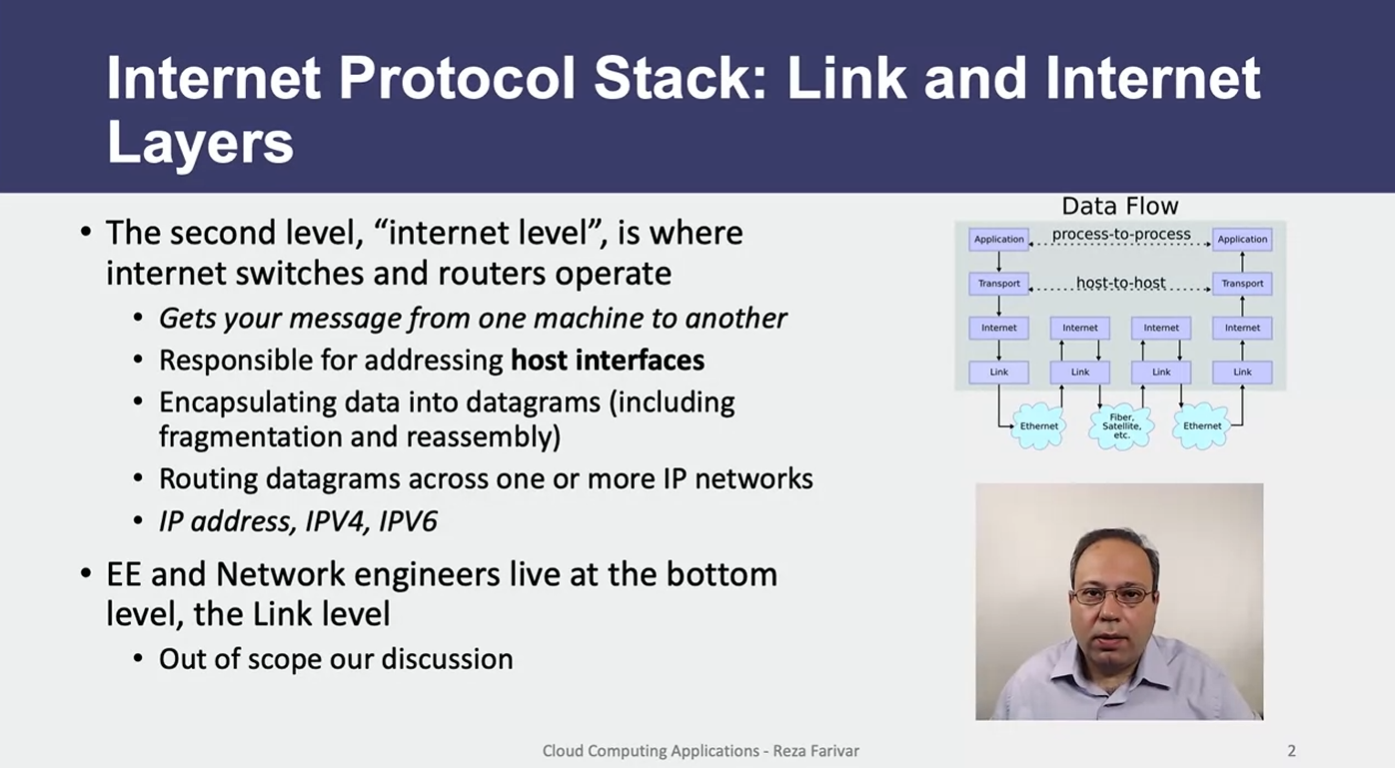 Internet Protocol Stack: Link and Internet
Layers
• The second level, “internet level”, is where
internet switches and routers operate
• Gets your message from one machine to another
• Responsible for addressing host interfaces
• Encapsulating data into datagrams (including
fragmentation and reassembly)
• Routing datagrams across one or more IP networks
• IP address, IPV4, IPV6
• EE and Network engineers live at the bottom
level, the Link level
• Out of scope our discussion
Data Flow
Application process-to-process Application
Transport host-to-host Transport
Internet Internet Internet Internet
Link Link Link Link
Ethernet
Fiber,
Satellite,
etc.
Ethernet
Cloud Computing Applications - Reza Farivar
2